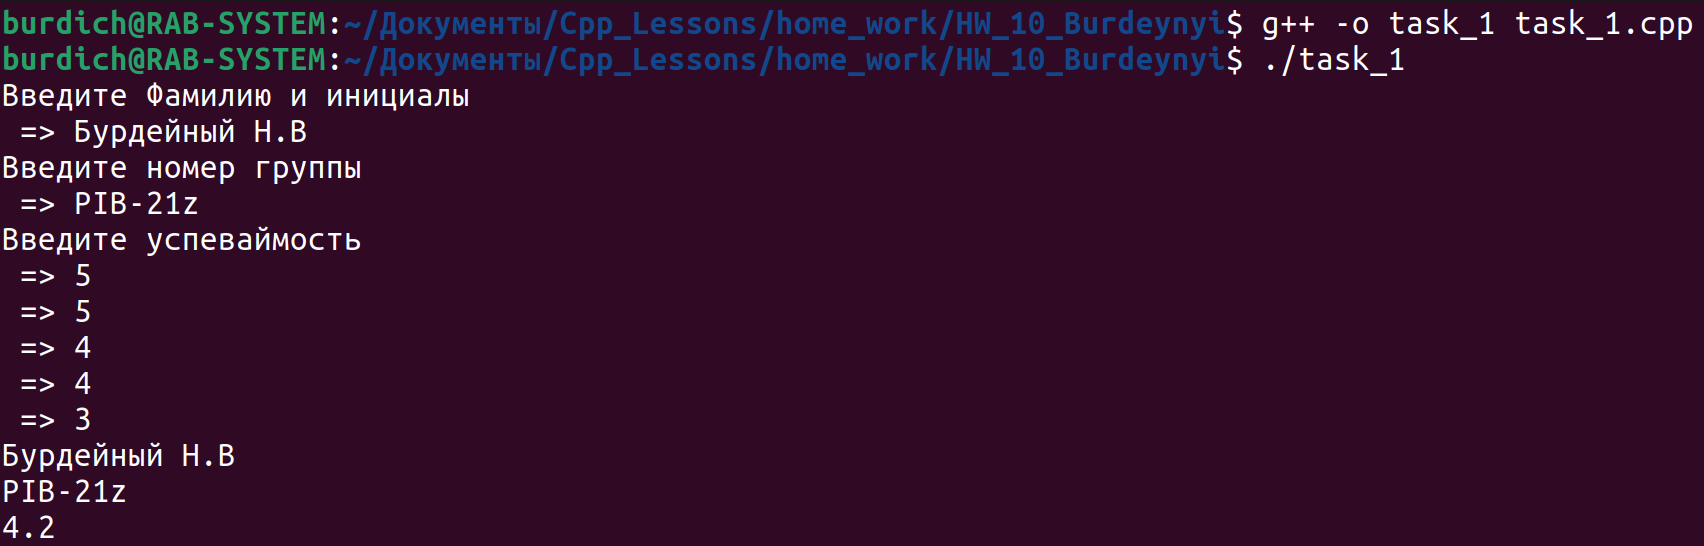 burdich@RAB-SYSTEM:~/Документы/Cpp_Lessons/home_work/HW_10_Burdeynyi$ g++ -o task_1 task_1.cpp
burdich@RAB-SYSTEM:~/Документы/Cpp_Lessons/home_work/HW_10_Burdeynyi$ ./task_1
Введите Фамилию и инициалы
 => Бурдейный Н.В
Введите номер группы
 => PIB-21z
Введите успеваймость
 => 5
 => 5
 => 4
 => 4
 => 3
Бурдейный Н.В
PIB-21z
4.2